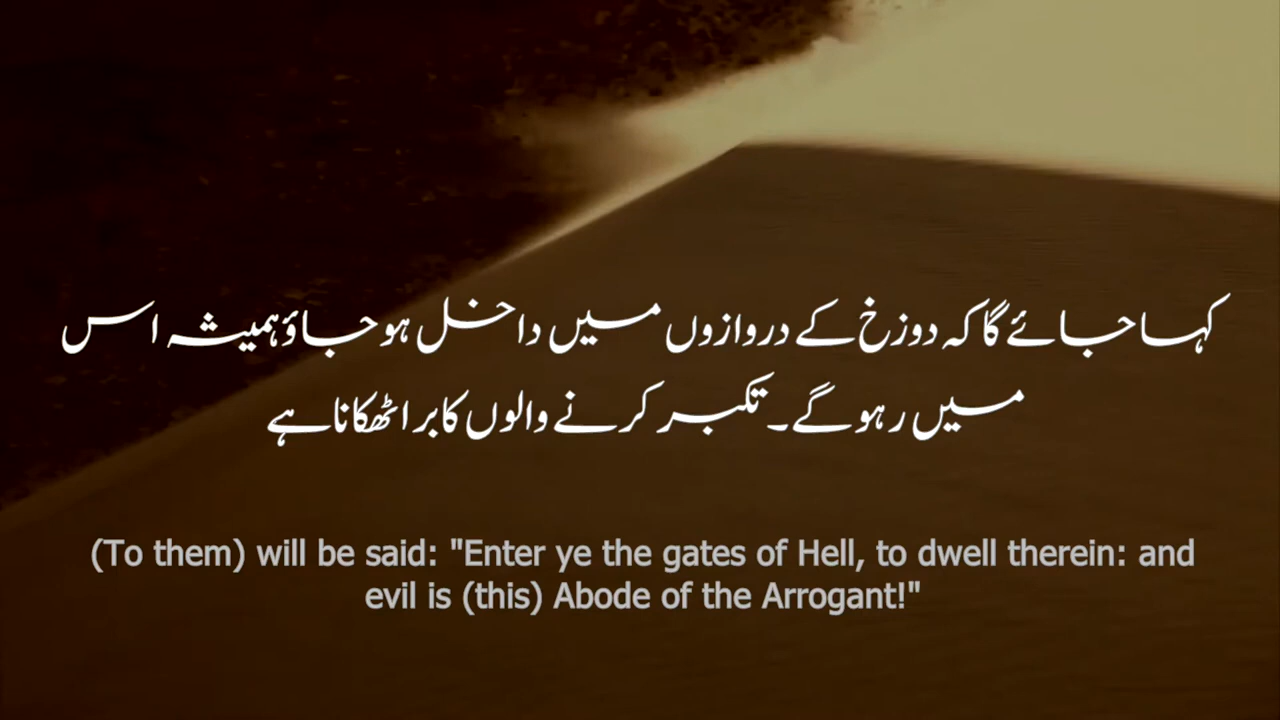 کہا جائے گا کہ دوزخ کے دروازوں میں داخل ہو جاؤ ہمیشہ اس
میں رہو گے۔ تکبر کرنے والوں کا برا ٹھکانا ہے
(To them) will be said: "Enter ye the gates of Hell, to dwell therein: and
evil is (this) Abode of the Arrogant!"